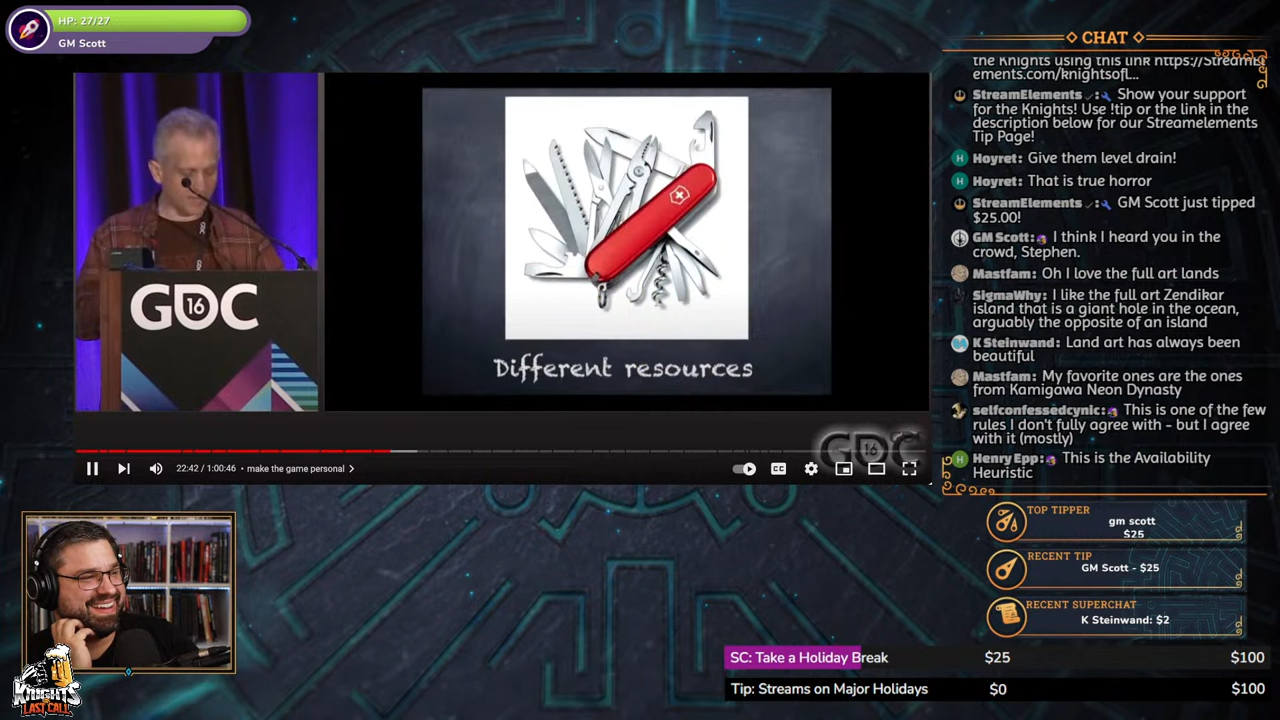 HP: 27/27
GM Scott
GDC
16
Different resources
GDC 16
22:42 / 1:00:46 • make the game personal
CC
KNIGHTS
OF
LAST CALL
CHAT
the Knights using this link https://StreamEl
ements.com/knightsofl...
StreamElements : Show your support
for the Knights! Use !tip or the link in the
description below for our Streamelements
Tip Page!
H Hoyret: Give them level drain!
H Hoyret: That is true horror
StreamElements : GM Scott just tipped
$25.00!
GM Scott: I think I heard you in the
crowd, Stephen.
Mastfam: Oh I love the full art lands
SigmaWhy: I like the full art Zendikar
island that is a giant hole in the ocean,
arguably the opposite of an island
K Steinwand: Land art has always been
beautiful
Mastfam: My favorite ones are the ones
from Kamigawa Neon Dynasty
selfconfessedcynic: This is one of the few
rules I don't fully agree with - but I agree
with it (mostly)
H Henry Epp: This is the Availability
Heuristic
TOP TIPPER
gm scott
$25
RECENT TIP
GM Scott - $25
RECENT SUPERCHAT
K Steinwand: $2
SC: Take a Holiday Break $25 $100
Tip: Streams on Major Holidays $0 $100